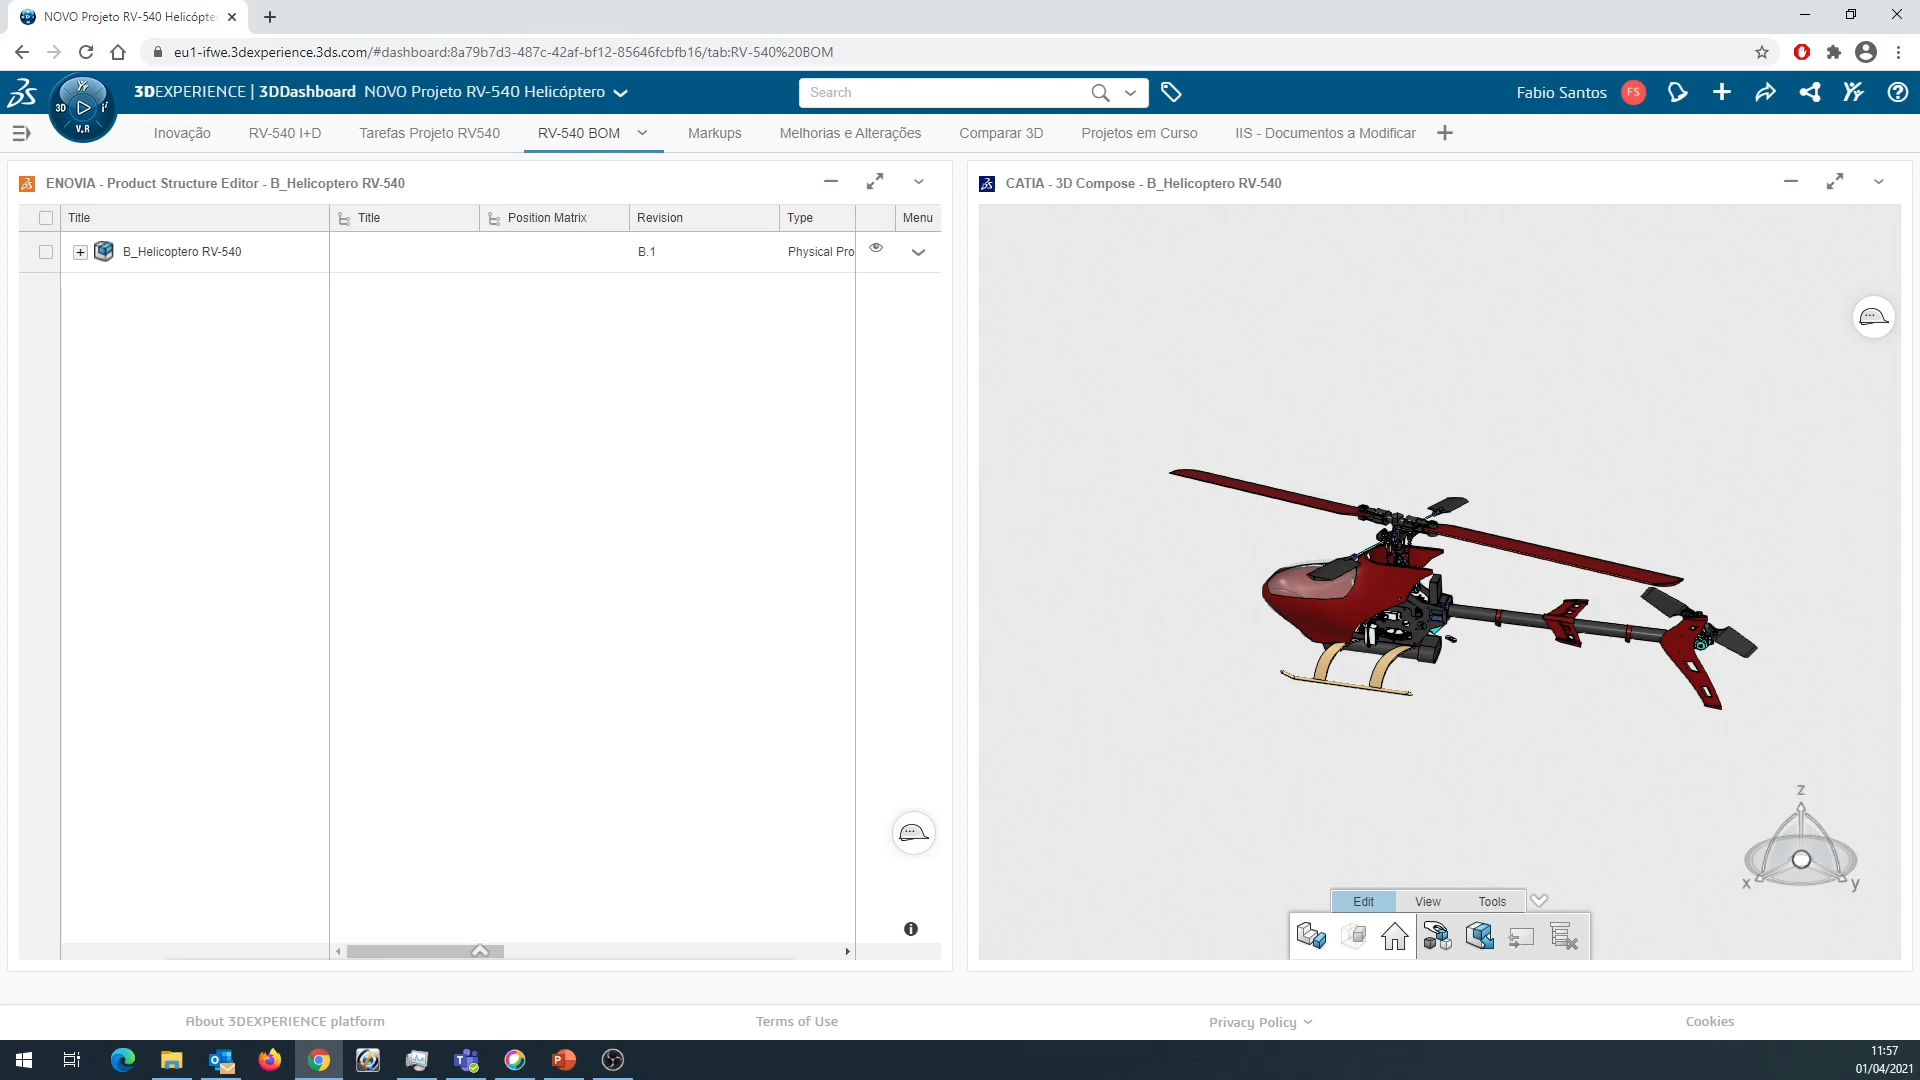 NOVO Projeto RV-540 Helicópte
eu1-ifwe.3dexperience.3ds.com/#dashboard:8a79b7d3-487c-42af-bf12-85646fcbfb16/tab:RV-540%20BOM
3D
V.R
3DEXPERIENCE | 3DDashboard NOVO Projeto RV-540 Helicóptero
Search
Fabio Santos
FS
Inovação
RV-540 I+D
Tarefas Projeto RV540
RV-540 BOM
Markups
Melhorias e Alterações
Comparar 3D
Projetos em Curso
IIS - Documentos a Modificar
ENOVIA - Product Structure Editor - B_Helicoptero RV-540
Title
Title
Position Matrix
Revision
Type
Menu
B_Helicoptero RV-540
B.1
Physical Pro
CATIA - 3D Compose - B_Helicoptero RV-540
z
x
y
Edit
View
Tools
About 3DEXPERIENCE platform
Terms of Use
Privacy Policy
Cookies
11:57
01/04/2021